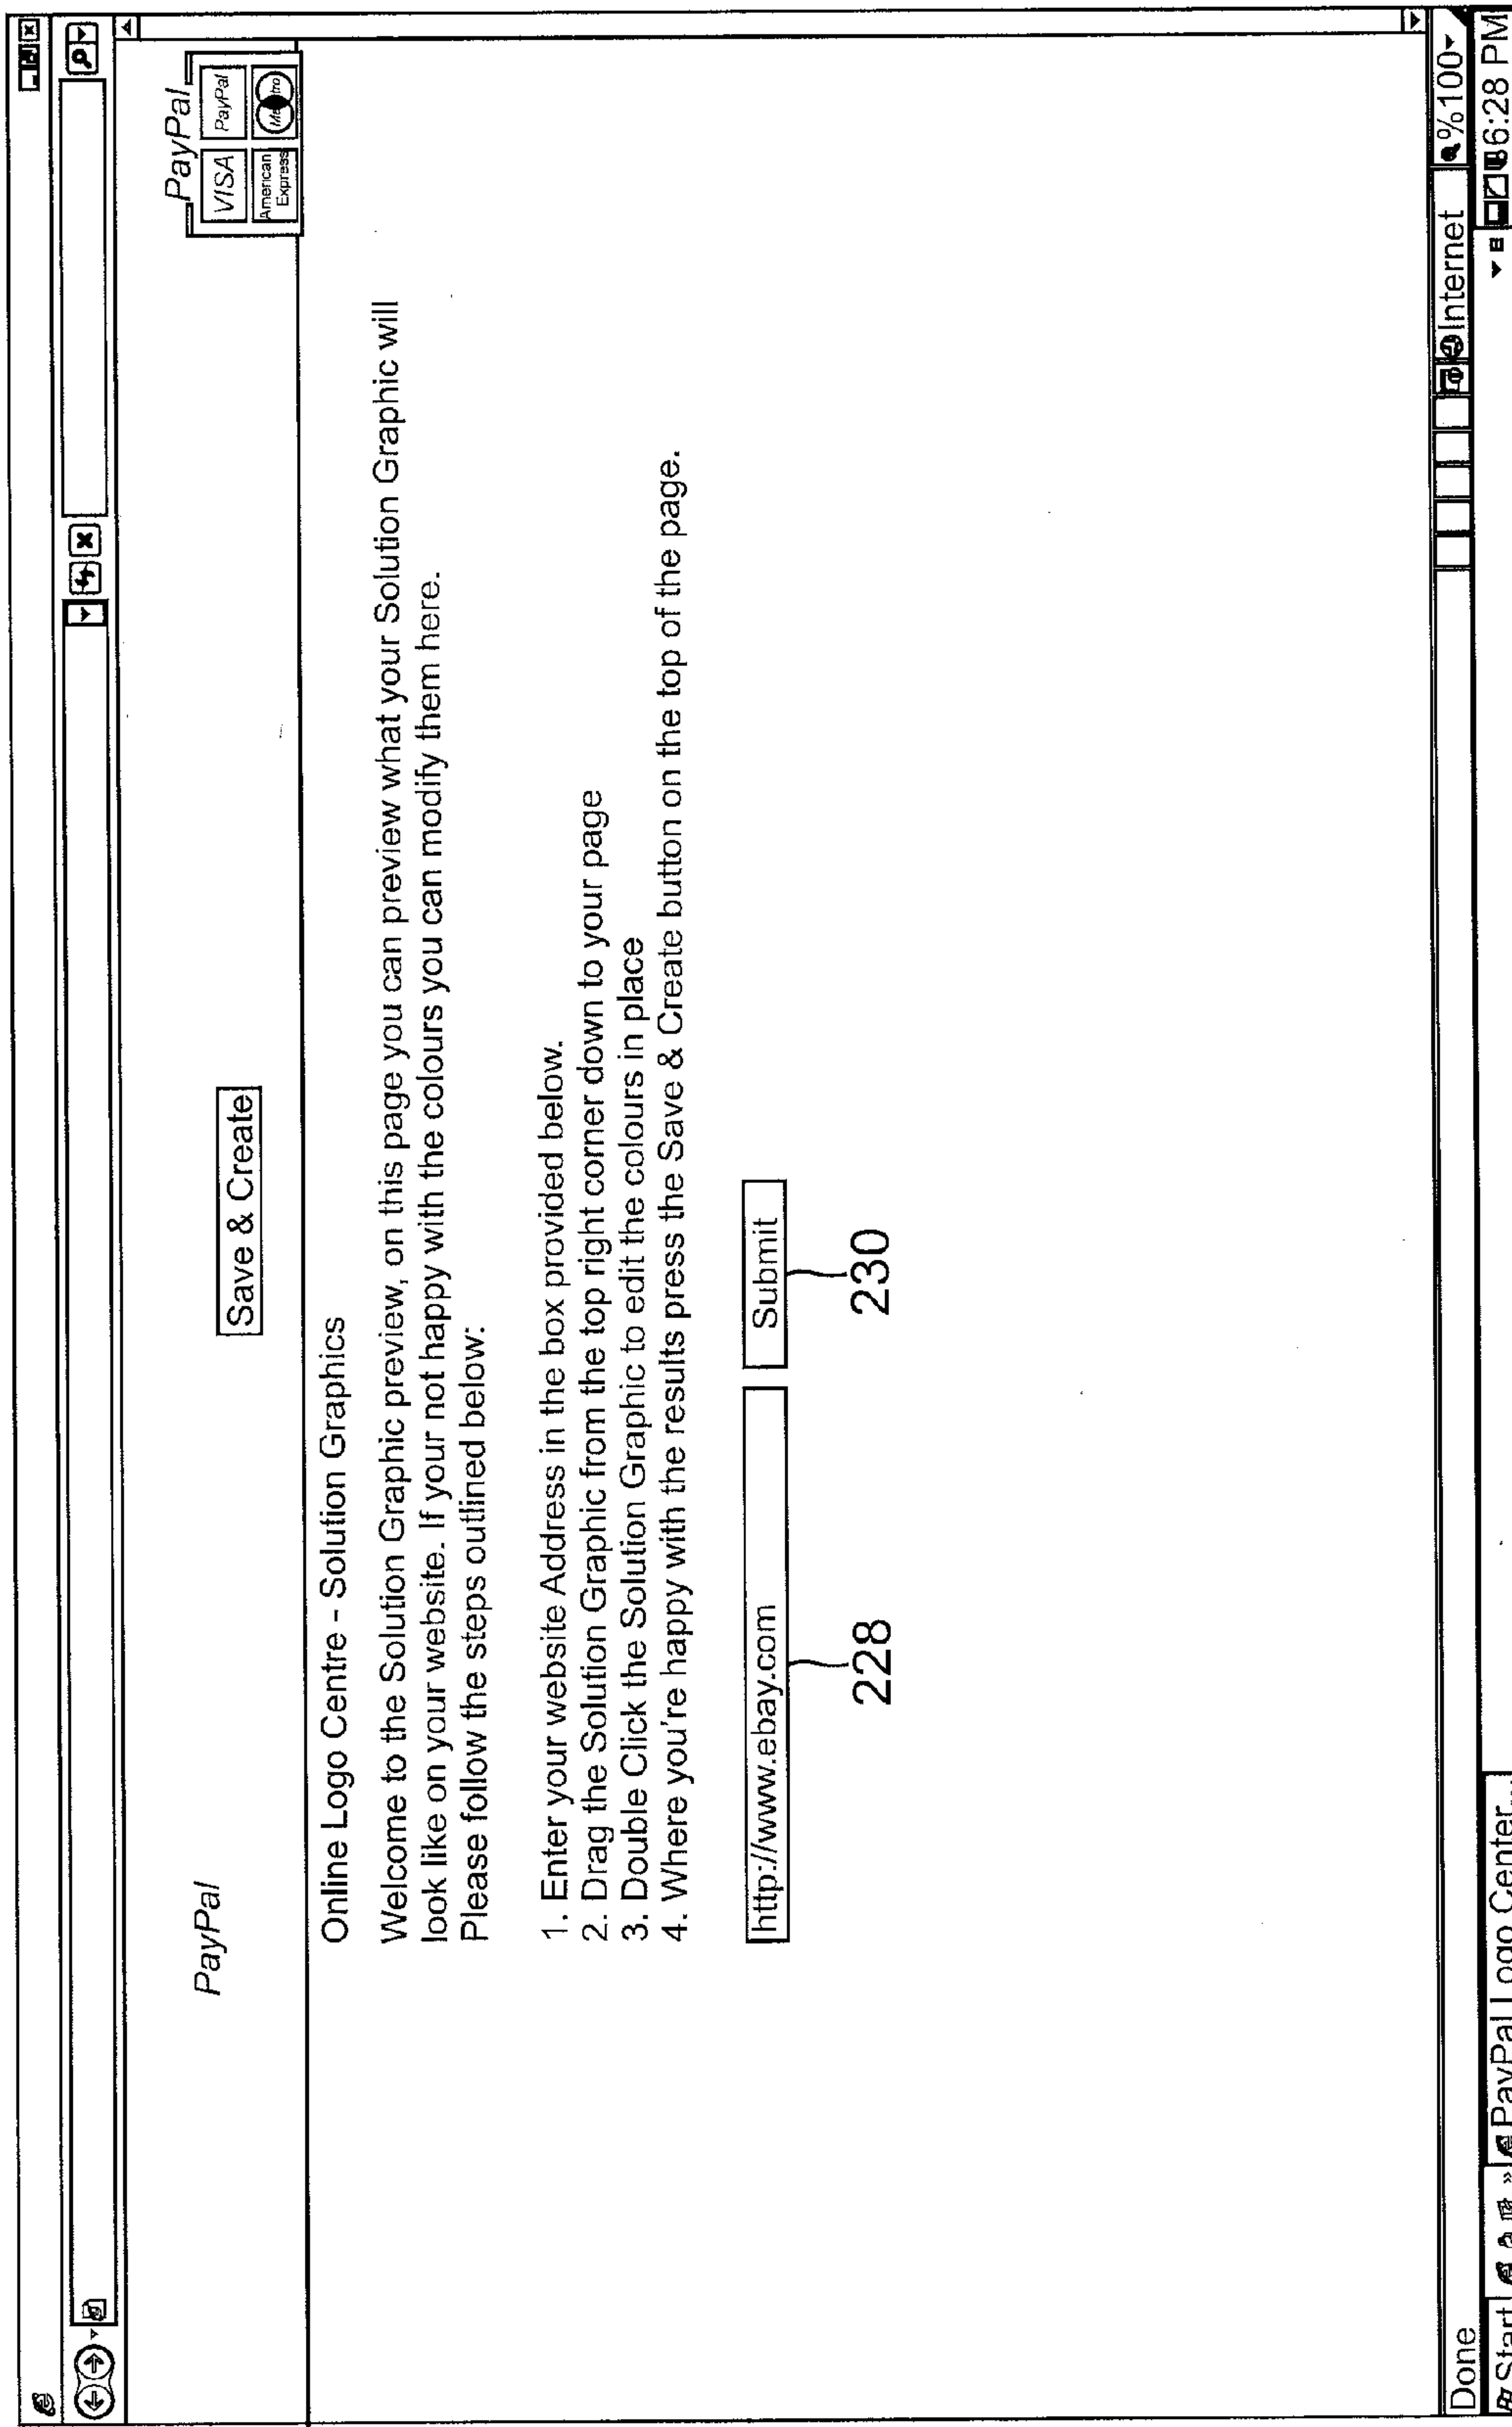 PayPal
Save & Create
PayPal
VISA
PayPal
American
Express
Online Logo Centre - Solution Graphics
Welcome to the Solution Graphic preview, on this page you can preview what your Solution Graphic will
look like on your website. If your not happy with the colours you can modify them here.
Please follow the steps outlined below:
1. Enter your website Address in the box provided below.
2. Drag the Solution Graphic from the top right corner down to your page
3. Double Click the Solution Graphic to edit the colours in place
4. Where you're happy with the results press the Save & Create button on the top of the page.
http://www.ebay.com
Submit
228
230
Done
Internet
%100
Start
»
PayPal Logo Center...
6:28 PM